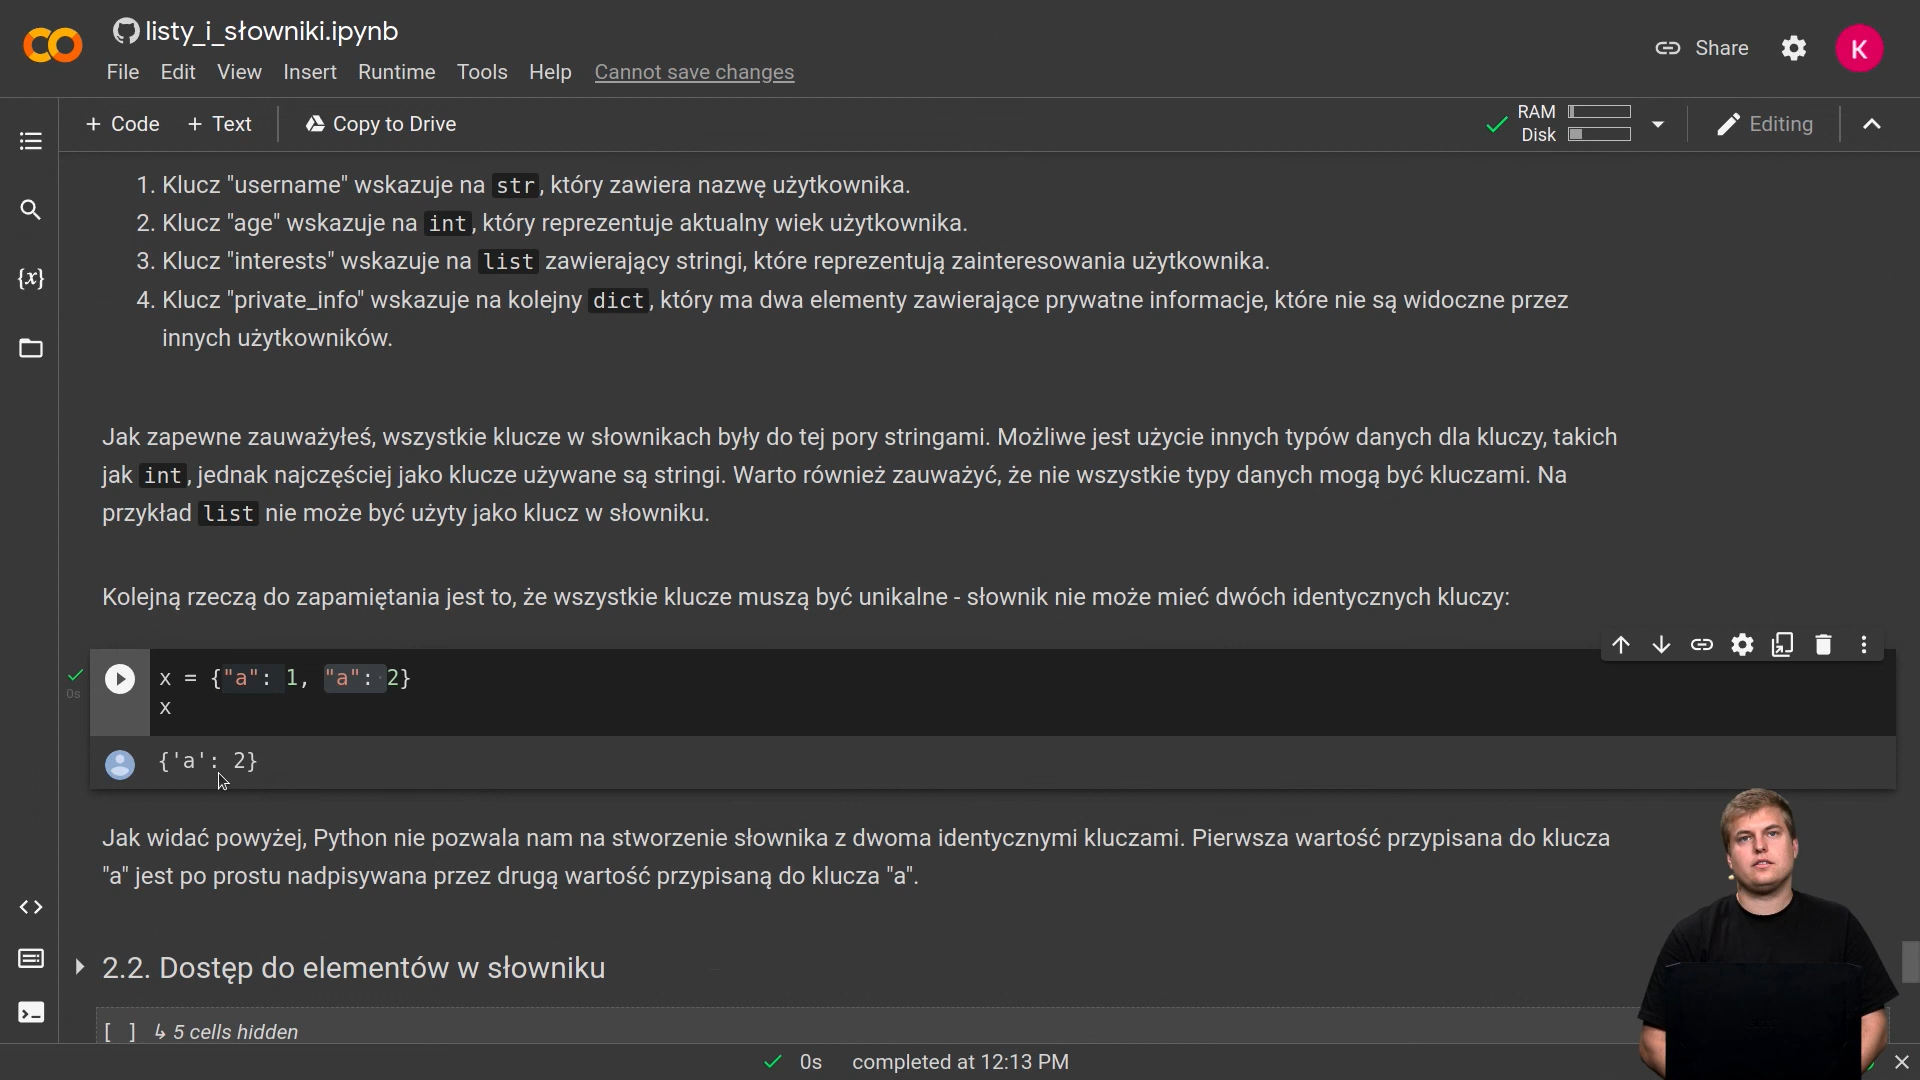 listy_i_słowniki.ipynb
File Edit View Insert Runtime Tools Help Cannot save changes
Share
K
+ Code + Text Copy to Drive
RAM
Disk
Editing
{x}
1. Klucz "username" wskazuje na str, który zawiera nazwę użytkownika.
2. Klucz "age" wskazuje na int, który reprezentuje aktualny wiek użytkownika.
3. Klucz "interests" wskazuje na list zawierający stringi, które reprezentują zainteresowania użytkownika.
4. Klucz "private_info" wskazuje na kolejny dict, który ma dwa elementy zawierające prywatne informacje, które nie są widoczne przez
innych użytkowników.
Jak zapewne zauważyłeś, wszystkie klucze w słownikach były do tej pory stringami. Możliwe jest użycie innych typów danych dla kluczy, takich
jak int, jednak najczęściej jako klucze używane są stringi. Warto również zauważyć, że nie wszystkie typy danych mogą być kluczami. Na
przykład list nie może być użyty jako klucz w słowniku.
Kolejną rzeczą do zapamiętania jest to, że wszystkie klucze muszą być unikalne - słownik nie może mieć dwóch identycznych kluczy:
0s
x = {"a": 1, "a": 2}
x
{'a': 2}
Jak widać powyżej, Python nie pozwala nam na stworzenie słownika z dwoma identycznymi kluczami. Pierwsza wartość przypisana do klucza
"a" jest po prostu nadpisywana przez drugą wartość przypisaną do klucza "a".
2.2. Dostęp do elementów w słowniku
[ ] ↳ 5 cells hidden
0s completed at 12:13 PM